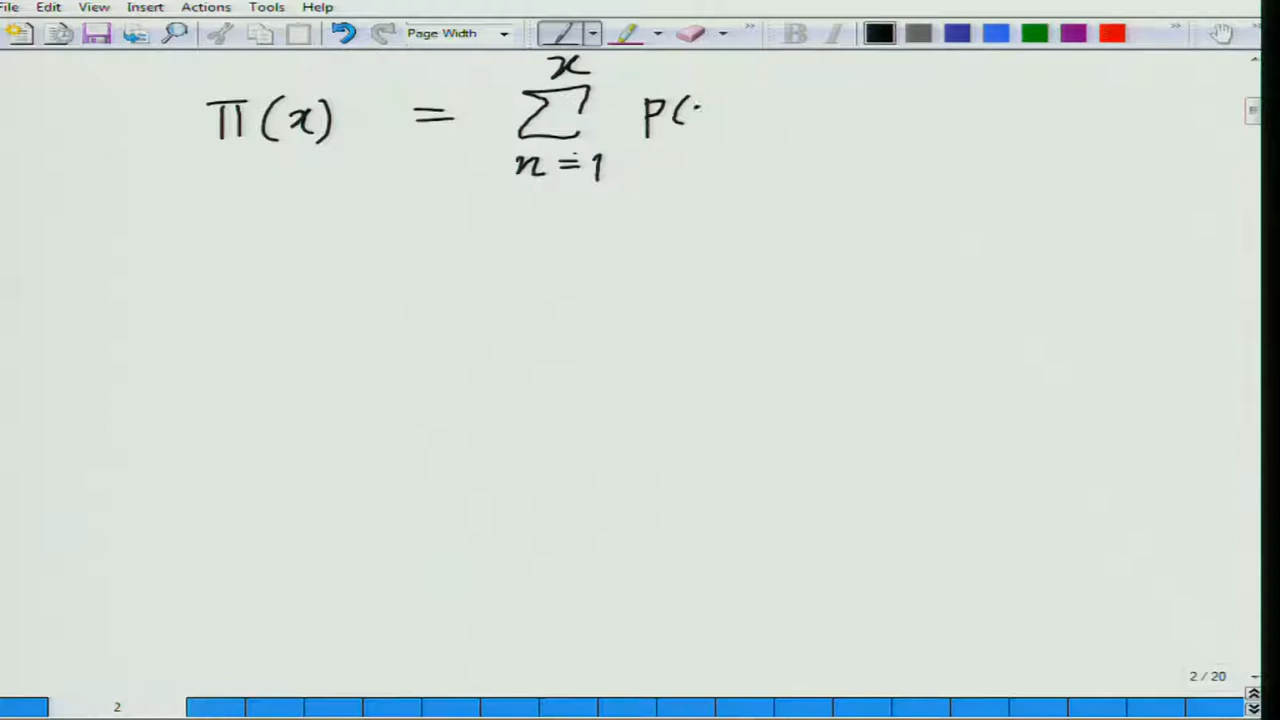 File Edit View Insert Actions Tools Help
Page Width
B I
x
Π(x) = ∑ p(
n = 1
2 / 20
2